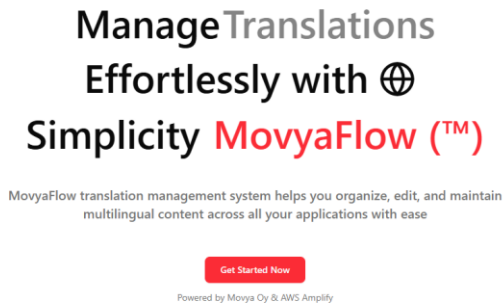 Manage Translations
Effortlessly with
Simplicity MovyaFlow (™)
MovyaFlow translation management system helps you organize, edit, and maintain
multilingual content across all your applications with ease
Get Started Now
Powered by Movya Oy & AWS Amplify